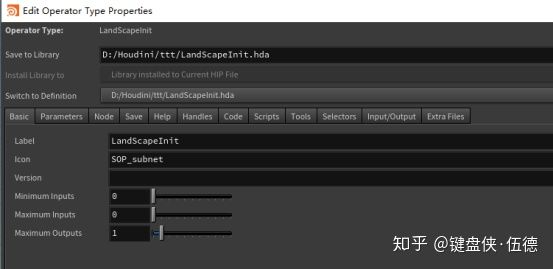 Edit Operator Type Properties
Operator Type: LandScapeInit
Save to Library D:/Houdini/ttt/LandScapeInit.hda
Install Library to Library installed to Current HIP File
Switch to Definition D:/Houdini/ttt/LandScapeInit.hda
Basic Parameters Node Save Help Handles Code Scripts Tools Selectors Input/Output Extra Files
Label LandScapeInit
Icon SOP_subnet
Version
Minimum Inputs 0
Maximum Inputs 0
Maximum Outputs 1
知乎 @键盘侠·伍德